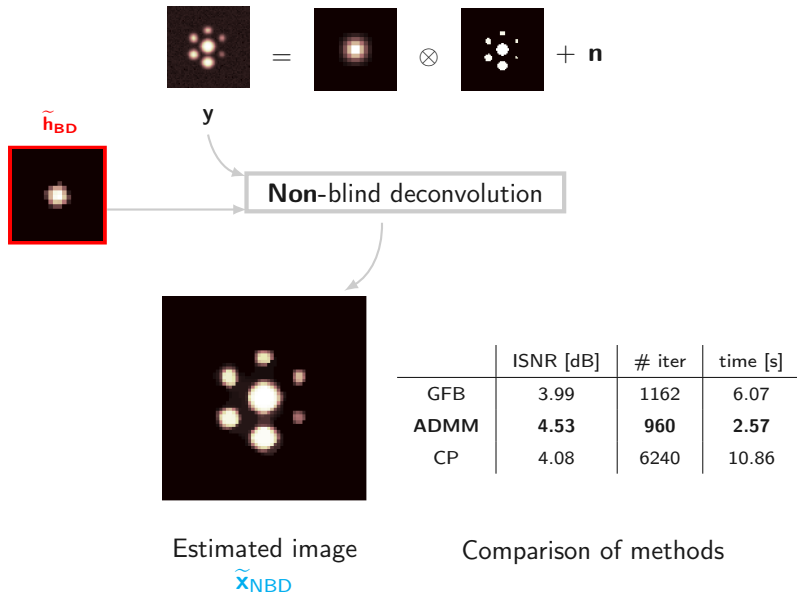 = ⊗ + n
y
h̃BD
Non-blind deconvolution
ISNR [dB] # iter time [s]
GFB 3.99 1162 6.07
ADMM 4.53 960 2.57
CP 4.08 6240 10.86
Estimated image
x̃NBD
Comparison of methods